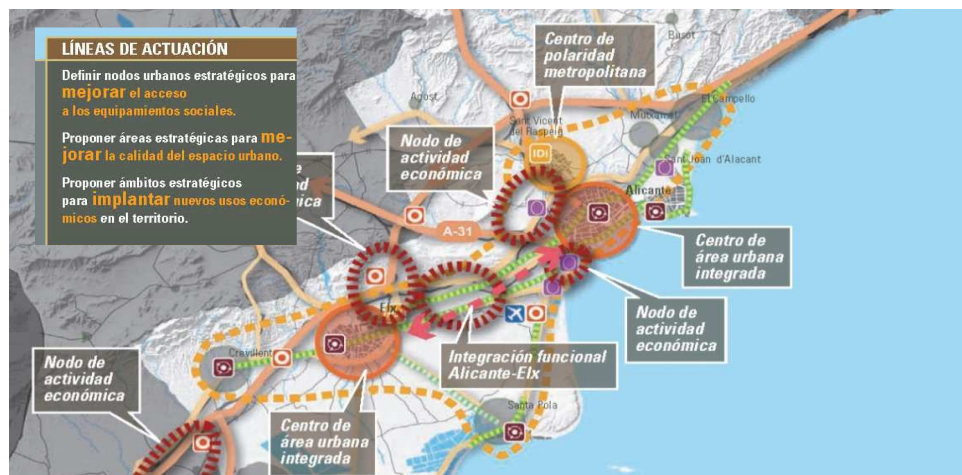 LÍNEAS DE ACTUACIÓN
Definir nodos urbanos estratégicos para
mejorar el acceso
a los equipamientos sociales.
Proponer áreas estratégicas para me-
jorar la calidad del espacio urbano.
Proponer ámbitos estratégicos
para implantar nuevos usos econó-
micos en el territorio.
Centro de
polaridad
metropolitana
Busot
Agost
Sant Vicent
del Raspeig
Mutxamel
El Campello
Nodo de
actividad
económica
IDi
Sant Joan d'Alacant
Alicante
A-31
Centro de
área urbana
integrada
Elx
Nodo de
actividad
económica
Integración funcional
Alicante-Elx
Crevillent
Nodo de
actividad
económica
Santa Pola
Centro de
área urbana
integrada